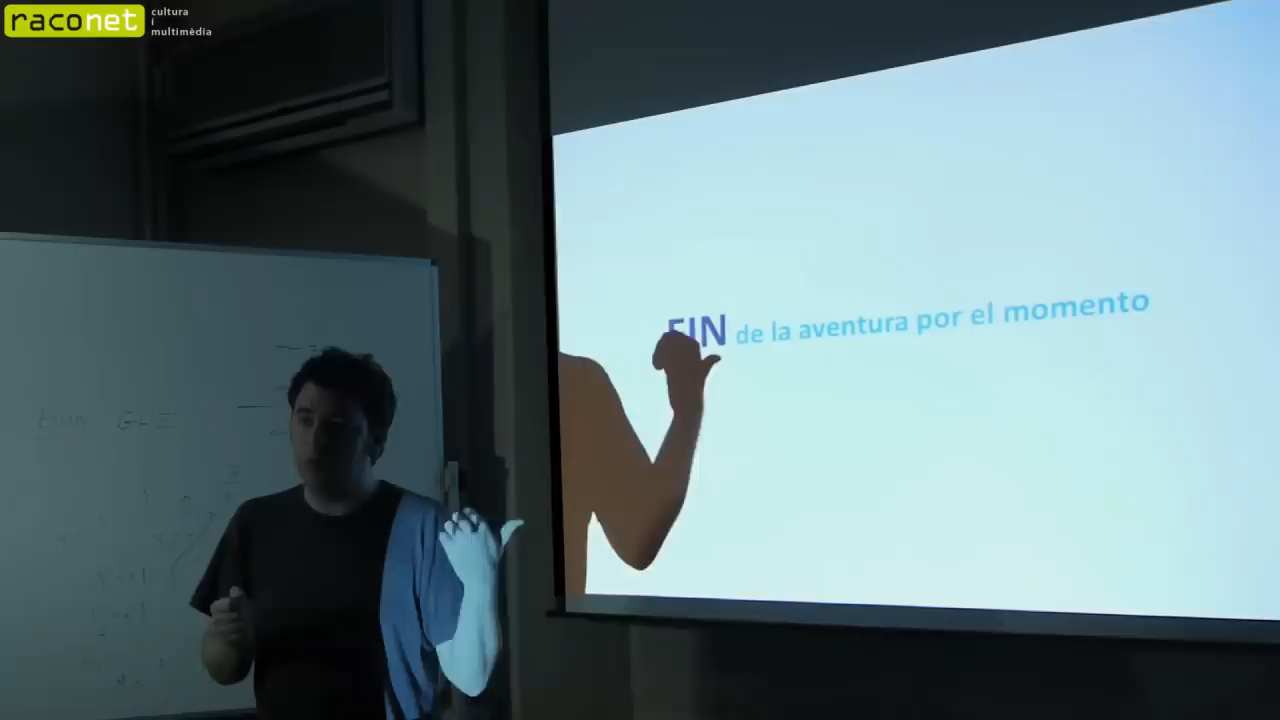 raconet
cultura
i
multimèdia
FIN de la aventura por el momento